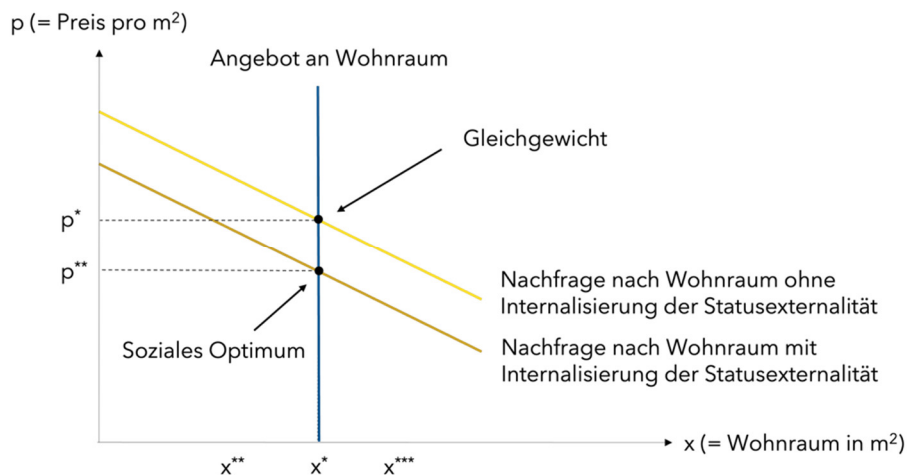 p (= Preis pro m²)
Angebot an Wohnraum
Gleichgewicht
p*
p**
Nachfrage nach Wohnraum ohne
Internalisierung der Statusexternalität
Soziales Optimum
Nachfrage nach Wohnraum mit
Internalisierung der Statusexternalität
x (= Wohnraum in m²)
x** x* x***